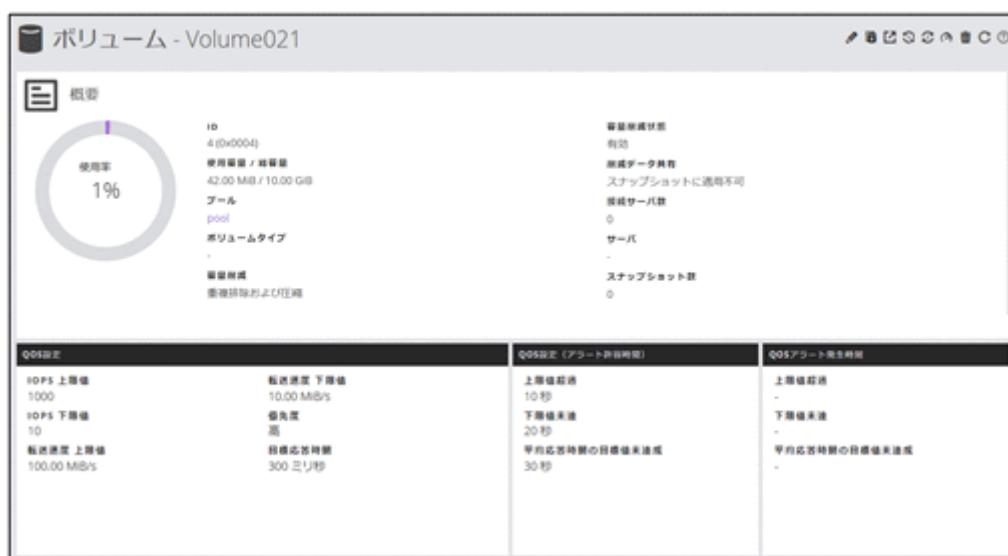 ボリューム - Volume021
概要
使用率
1%
ID
4 (0x0004)
使用容量 / 総容量
42.00 MiB / 10.00 GiB
プール
pool
ボリュームタイプ
-
容量削減
重複排除および圧縮
容量削減状態
有効
削減データ共有
スナップショットに適用不可
接続サーバ数
0
サーバ
-
スナップショット数
0
QOS設定
IOPS 上限値
1000
IOPS 下限値
10
転送速度 上限値
100.00 MiB/s
転送速度 下限値
10.00 MiB/s
優先度
高
目標応答時間
300 ミリ秒
QOS設定 (アラート許容時間)
上限値超過
10 秒
下限値未達
20 秒
平均応答時間の目標値未達成
30 秒
QOSアラート発生時刻
上限値超過
-
下限値未達
-
平均応答時間の目標値未達成
-